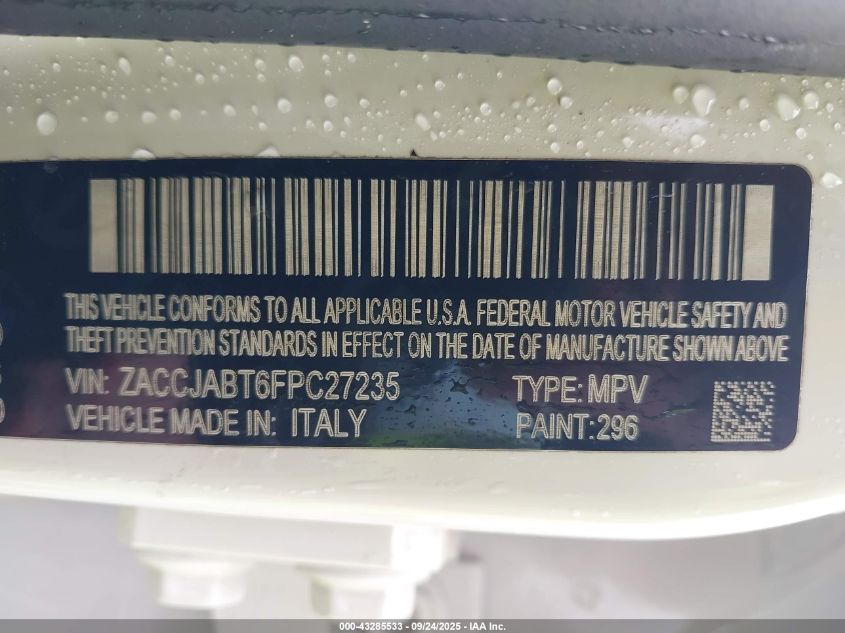 THIS VEHICLE CONFORMS TO ALL APPLICABLE U.S.A. FEDERAL MOTOR VEHICLE SAFETY AND
THEFT PREVENTION STANDARDS IN EFFECT ON THE DATE OF MANUFACTURE SHOWN ABOVE
VIN: ZACCJABT6FPC27235 TYPE: MPV
VEHICLE MADE IN: ITALY PAINT:296
000-43285533 - 09/24/2025 - IAA Inc.